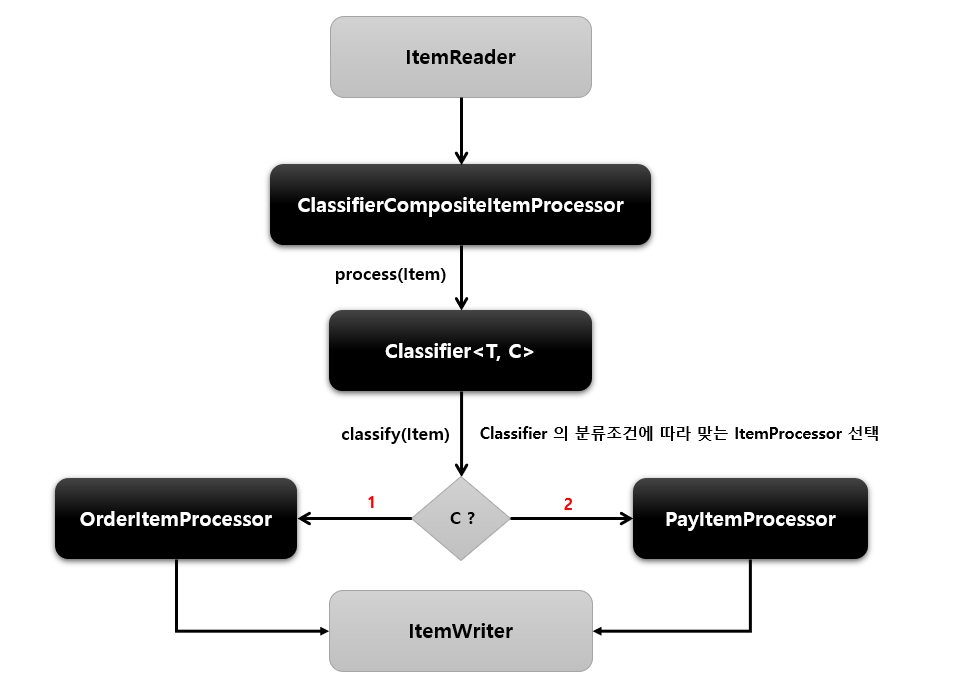 ItemReader
ClassifierCompositeItemProcessor
process(Item)
Classifier<T, C>
classify(Item)
Classifier 의 분류조건에 따라 맞는 ItemProcessor 선택
1
2
OrderItemProcessor
C ?
PayItemProcessor
ItemWriter